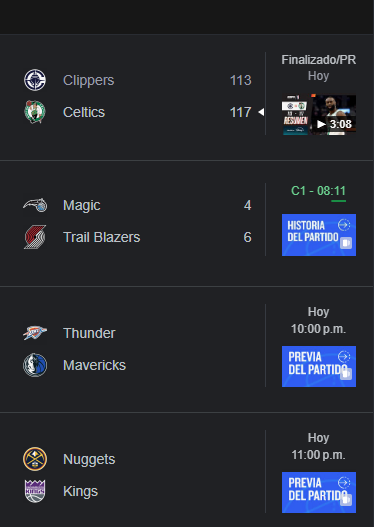 Finalizado/PR
Hoy
Clippers 113
Celtics 117
RESUMEN
3:08
C1 - 08:11
Magic 4
Trail Blazers 6
HISTORIA
DEL PARTIDO
Hoy
10:00 p.m.
Thunder
Mavericks
PREVIA
DEL PARTIDO
Hoy
11:00 p.m.
Nuggets
Kings
KINGS
PREVIA
DEL PARTIDO